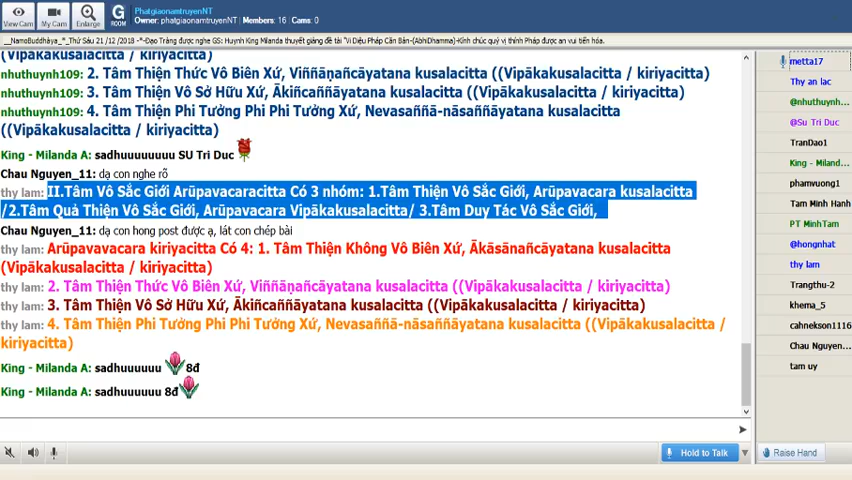 View Cam
My Cam
Enlarge
G
ROOM
PhatgiaonamtruyenNT
Owner: phatgiaonamtruyenNT | Members: 16 | Cams: 0
__NamoBuddhàya_*_Thứ Sáu 21/12/2018 -*-Đạo Tràng được nghe GS: Huynh King Milanda thuyết giảng đề tài "Vi Diệu Pháp Căn Bản-(AbhiDhamma)-Kính chúc quý vị thính Pháp được an vui tiến hóa.
(Vipākakusalacitta / kiriyacitta)
nhuthuynh109: 2. Tâm Thiện Thức Vô Biên Xứ, Viññāṇañcāyatana kusalacitta ((Vipākakusalacitta / kiriyacitta)
nhuthuynh109: 3. Tâm Thiện Vô Sở Hữu Xứ, Ākiñcaññāyatana kusalacitta ((Vipākakusalacitta / kiriyacitta)
nhuthuynh109: 4. Tâm Thiện Phi Tưởng Phi Phi Tưởng Xứ, Nevasaññā-nāsaññāyatana kusalacitta
((Vipākakusalacitta / kiriyacitta)
King - Milanda A: sadhuuuuuuuu SU Tri Duc
Chau Nguyen_11: dạ con nghe rõ
thy lam: II.Tâm Vô Sắc Giới Arūpavacaracitta Có 3 nhóm: 1.Tâm Thiện Vô Sắc Giới, Arūpavacara kusalacitta
/2.Tâm Quả Thiện Vô Sắc Giới, Arūpavacara Vipākakusalacitta/ 3.Tâm Duy Tác Vô Sắc Giới,
Chau Nguyen_11: dạ con hong post được ạ, lát con chép bài
thy lam: Arūpavavacara kiriyacitta Có 4: 1. Tâm Thiện Không Vô Biên Xứ, Ākāsānañcāyatana kusalacitta
(Vipākakusalacitta / kiriyacitta)
thy lam: 2. Tâm Thiện Thức Vô Biên Xứ, Viññāṇañcāyatana kusalacitta ((Vipākakusalacitta / kiriyacitta)
thy lam: 3. Tâm Thiện Vô Sở Hữu Xứ, Ākiñcaññāyatana kusalacitta ((Vipākakusalacitta / kiriyacitta)
thy lam: 4. Tâm Thiện Phi Tưởng Phi Phi Tưởng Xứ, Nevasaññā-nāsaññāyatana kusalacitta ((Vipākakusalacitta /
kiriyacitta)
King - Milanda A: sadhuuuuuu 8đ
King - Milanda A: sadhuuuuuu 8đ
Hold to Talk
metta17
Thy an lac
@nhuthuynh...
@SU Tri Duc
TranDao1
King - Miland...
phamvuong1
Tam Minh Hanh
PT MinhTam
@hongnhat
thy lam
Trangthu-2
khema_5
cahnekson1116
Chau Nguyen...
tam uy
Raise Hand